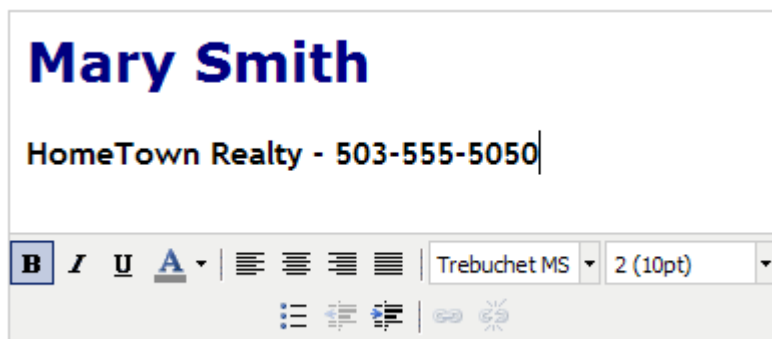 Mary Smith
HomeTown Realty - 503-555-5050
B I U A Trebuchet MS 2 (10pt)